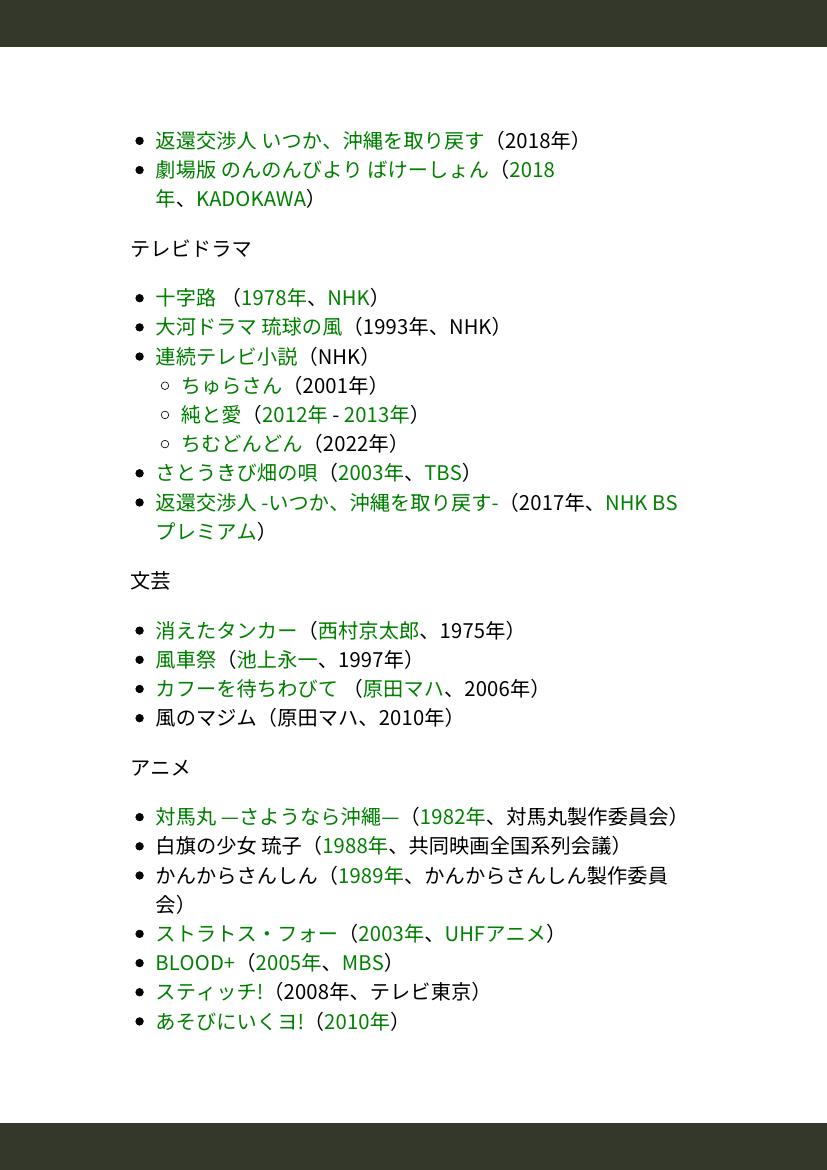 返還交渉人 いつか、沖縄を取り戻す（2018年）
劇場版 のんのんびより ばけーしょん（2018
年、KADOKAWA）
テレビドラマ
十字路 （1978年、NHK）
大河ドラマ 琉球の風（1993年、NHK）
連続テレビ小説（NHK）
ちゅらさん（2001年）
純と愛（2012年 - 2013年）
ちむどんどん（2022年）
さとうきび畑の唄（2003年、TBS）
返還交渉人 -いつか、沖縄を取り戻す-（2017年、NHK BS
プレミアム）
文芸
消えたタンカー（西村京太郎、1975年）
風車祭（池上永一、1997年）
カフーを待ちわびて （原田マハ、2006年）
風のマジム（原田マハ、2010年）
アニメ
対馬丸 —さようなら沖繩—（1982年、対馬丸製作委員会）
白旗の少女 琉子（1988年、共同映画全国系列会議）
かんからさんしん（1989年、かんからさんしん製作委員
会）
ストラトス・フォー（2003年、UHFアニメ）
BLOOD+（2005年、MBS）
スティッチ!（2008年、テレビ東京）
あそびにいくヨ!（2010年）